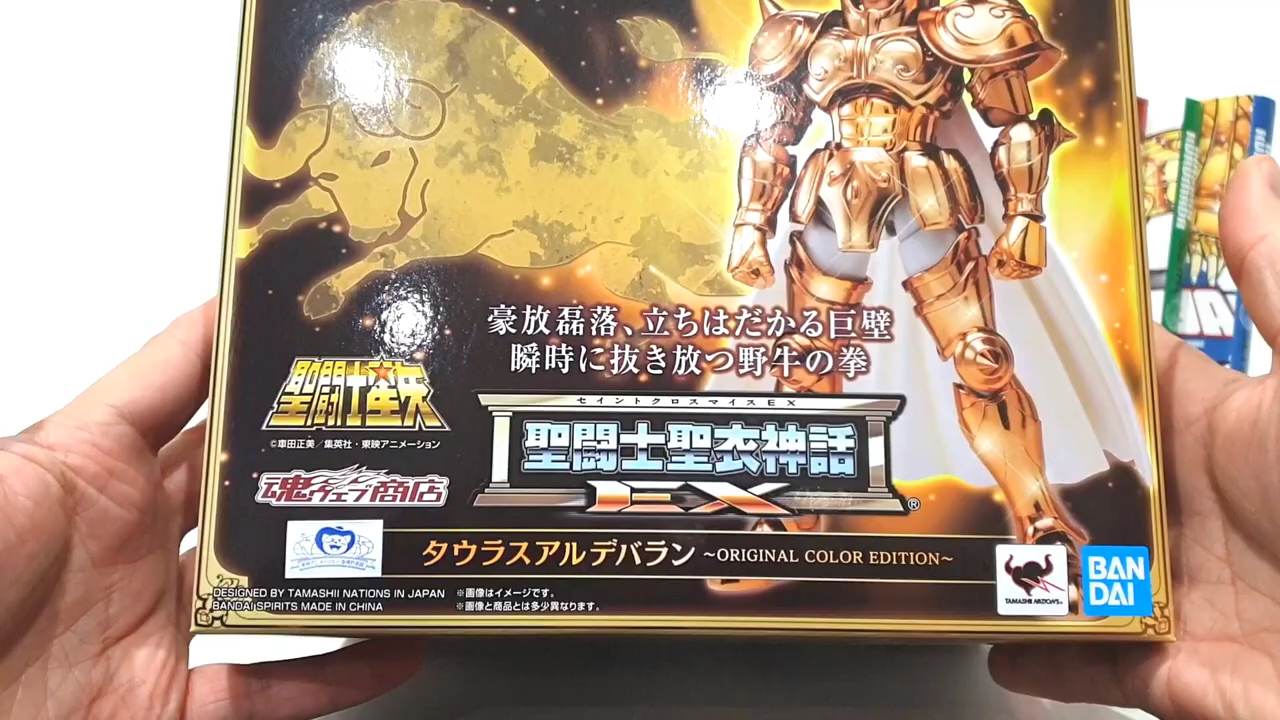 豪放磊落、立ちはだかる巨壁
瞬時に抜き放つ野牛の拳
聖闘士星矢
©車田正美／集英社・東映アニメーション
魂ウェブ商店
セイントクロスマイスEX
聖闘士聖衣神話
EX
®
タウラスアルデバラン ~ORIGINAL COLOR EDITION~
DESIGNED BY TAMASHII NATIONS IN JAPAN
BANDAI SPIRITS MADE IN CHINA
※画像はイメージです。
※画像と商品とは多少異なります。
TAMASHII NATIONS®
BAN
DAI